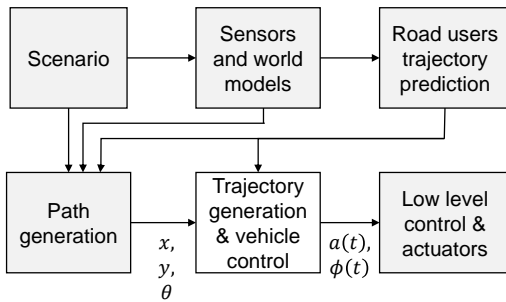 Scenario
Sensors
and world
models
Road users
trajectory
prediction
Path
generation
x,
y,
θ
Trajectory
generation
& vehicle
control
a(t),
ϕ(t)
Low level
control &
actuators